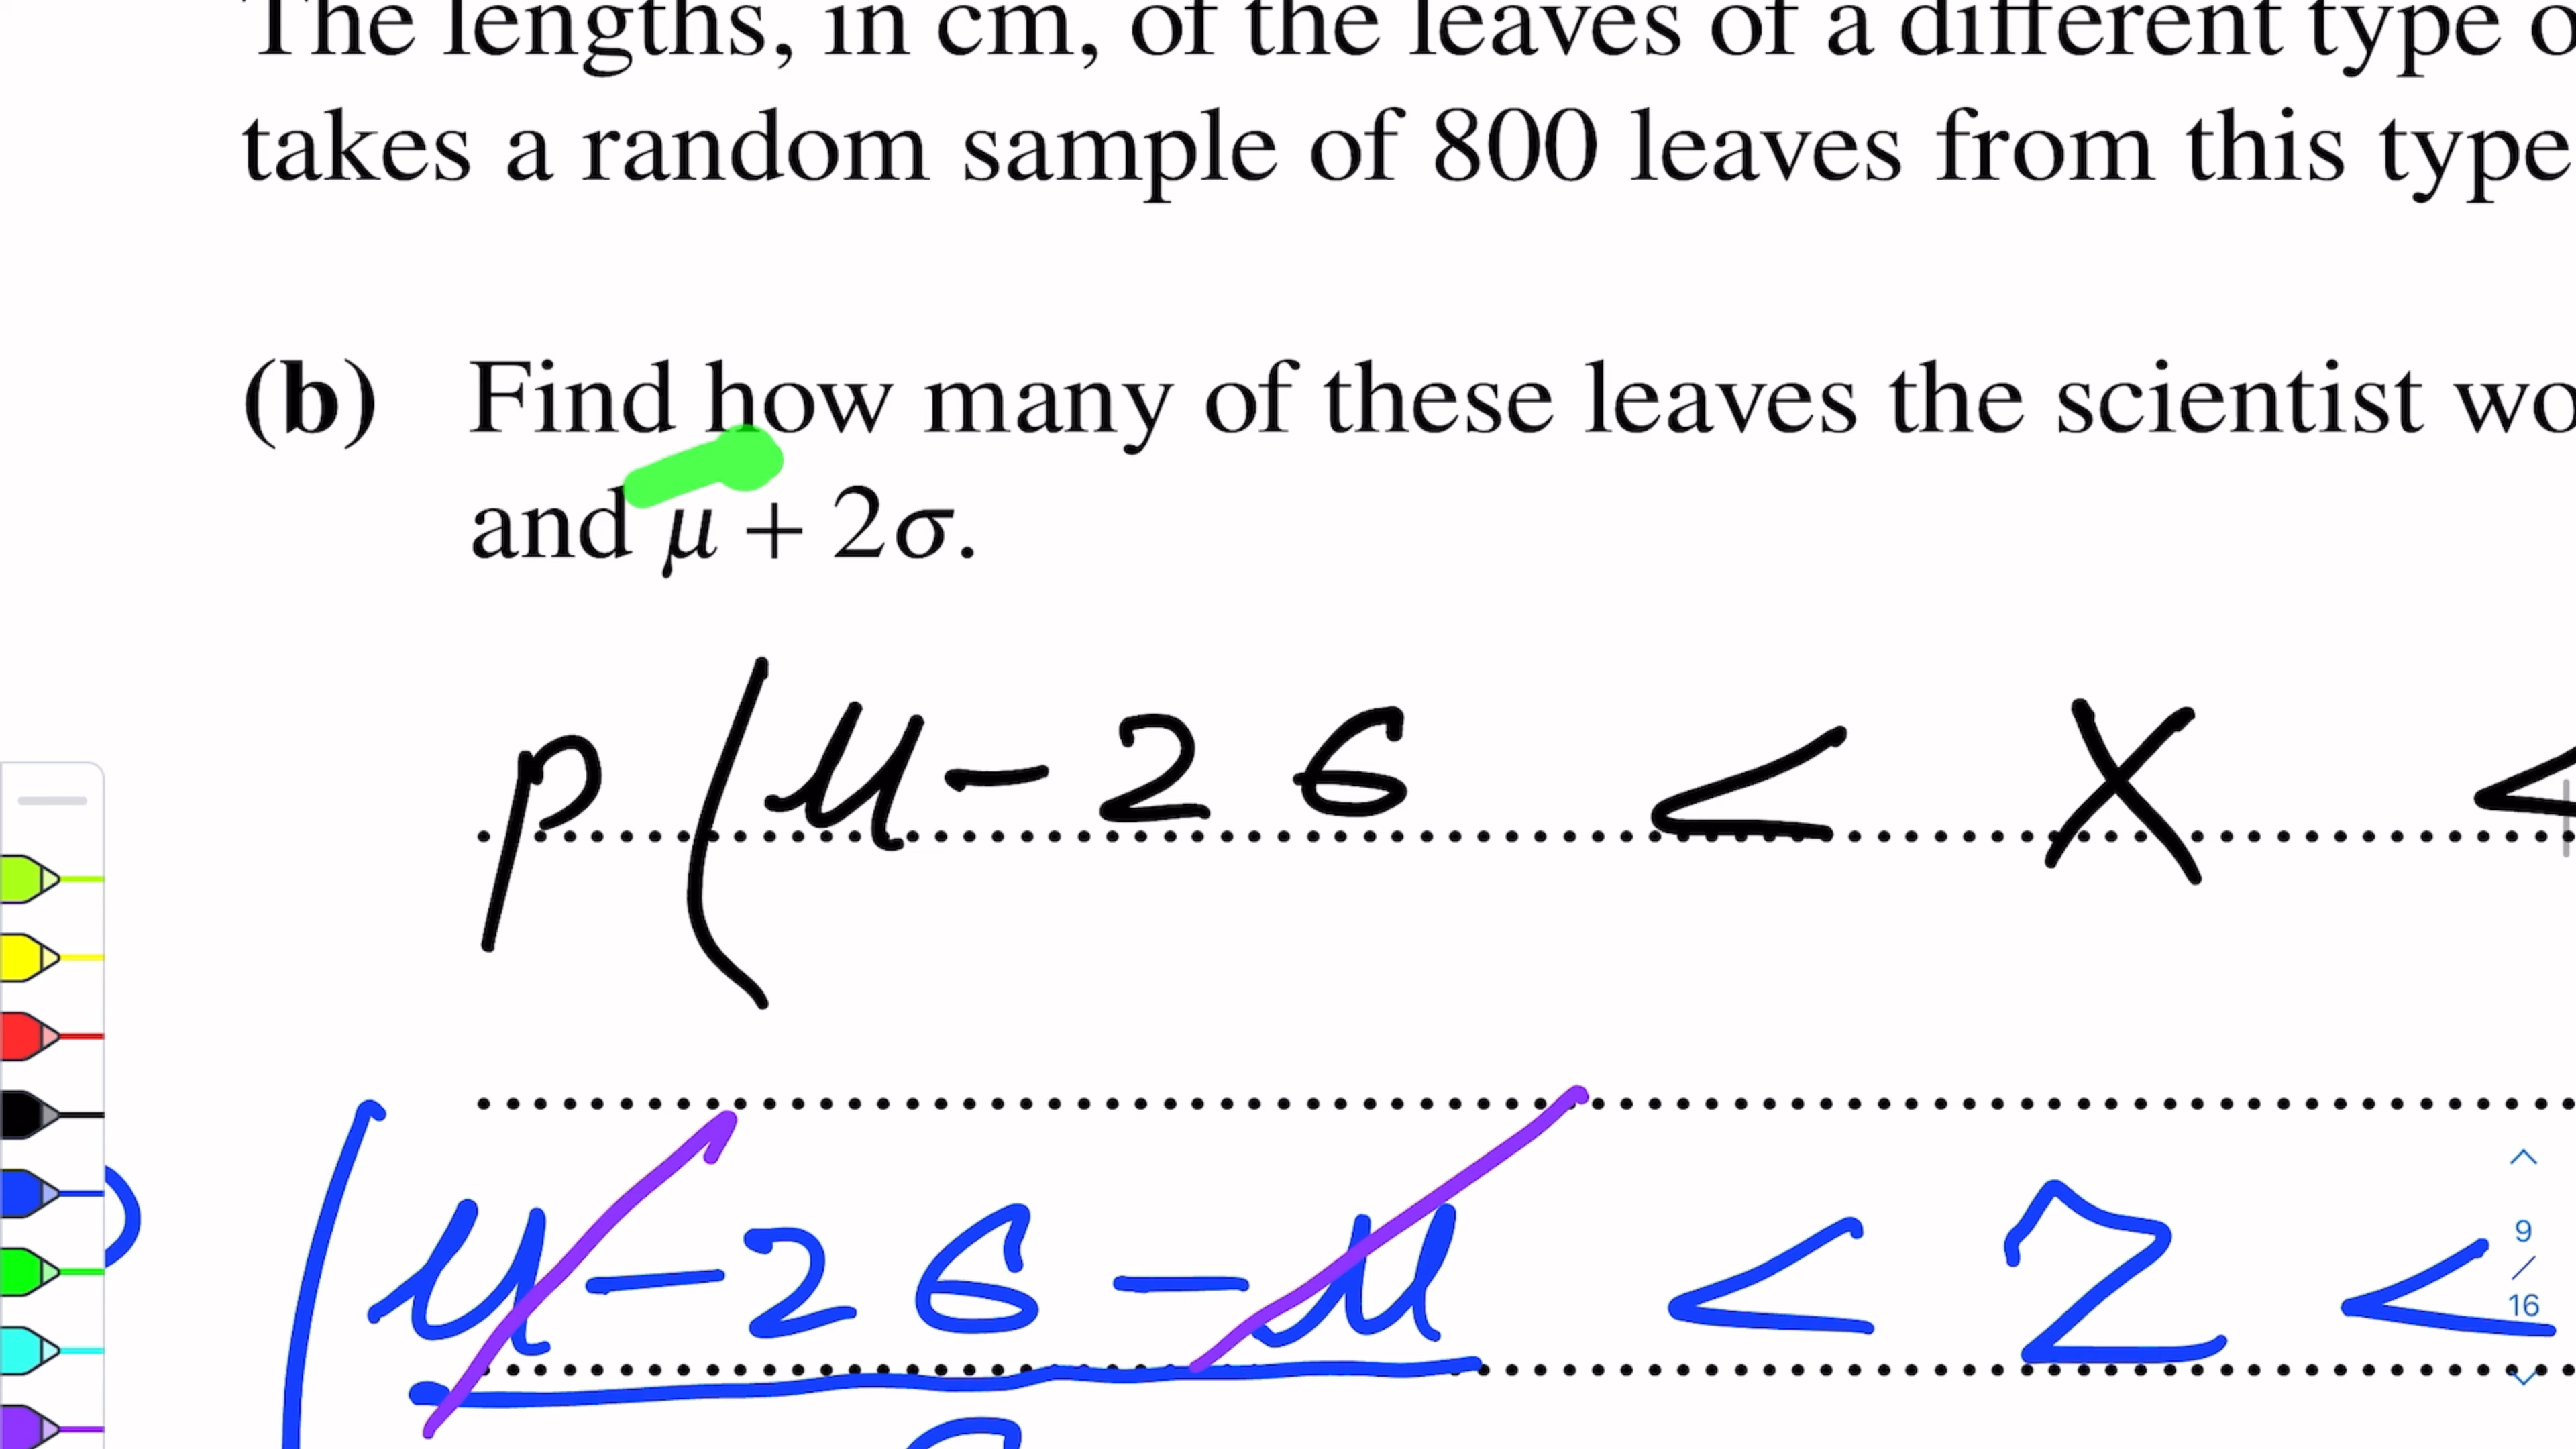 The lengths, in cm, of the leaves of a different type o
takes a random sample of 800 leaves from this type
(b) Find how many of these leaves the scientist wo
and μ + 2σ.
p(μ - 2σ < X <
(μ - 2σ - μ < Z <
σ
9
/
16